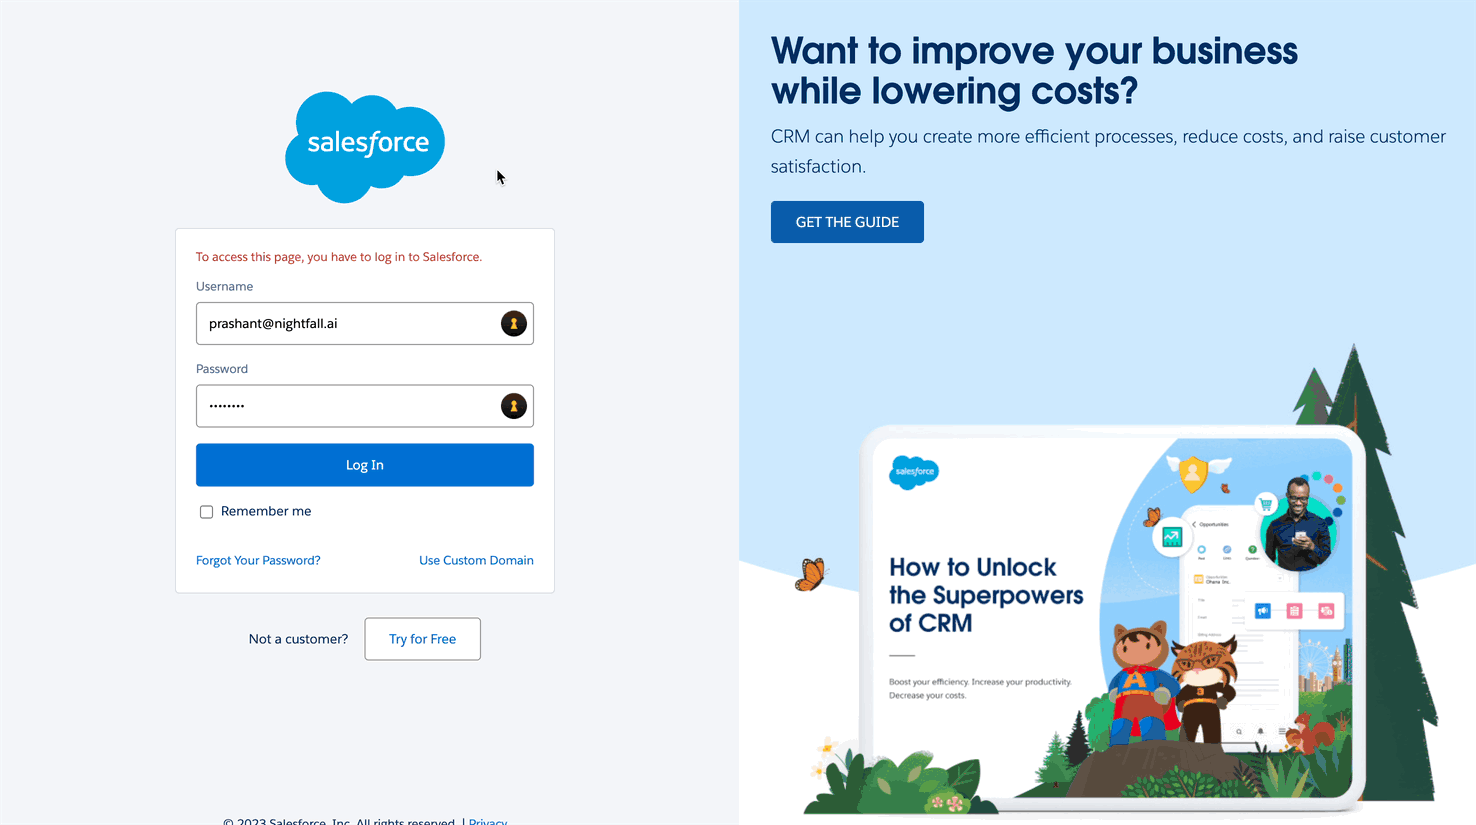 salesforce
To access this page, you have to log in to Salesforce.
Username
prashant@nightfall.ai
Password
••••••••
Log In
Remember me
Forgot Your Password?
Use Custom Domain
Not a customer?
Try for Free
© 2023 Salesforce, Inc. All rights reserved. | Privacy
Want to improve your business
while lowering costs?
CRM can help you create more efficient processes, reduce costs, and raise customer
satisfaction.
GET THE GUIDE
salesforce
How to Unlock
the Superpowers
of CRM
Boost your efficiency. Increase your productivity.
Decrease your costs.
Opportunities
Ohana Inc.
A
3